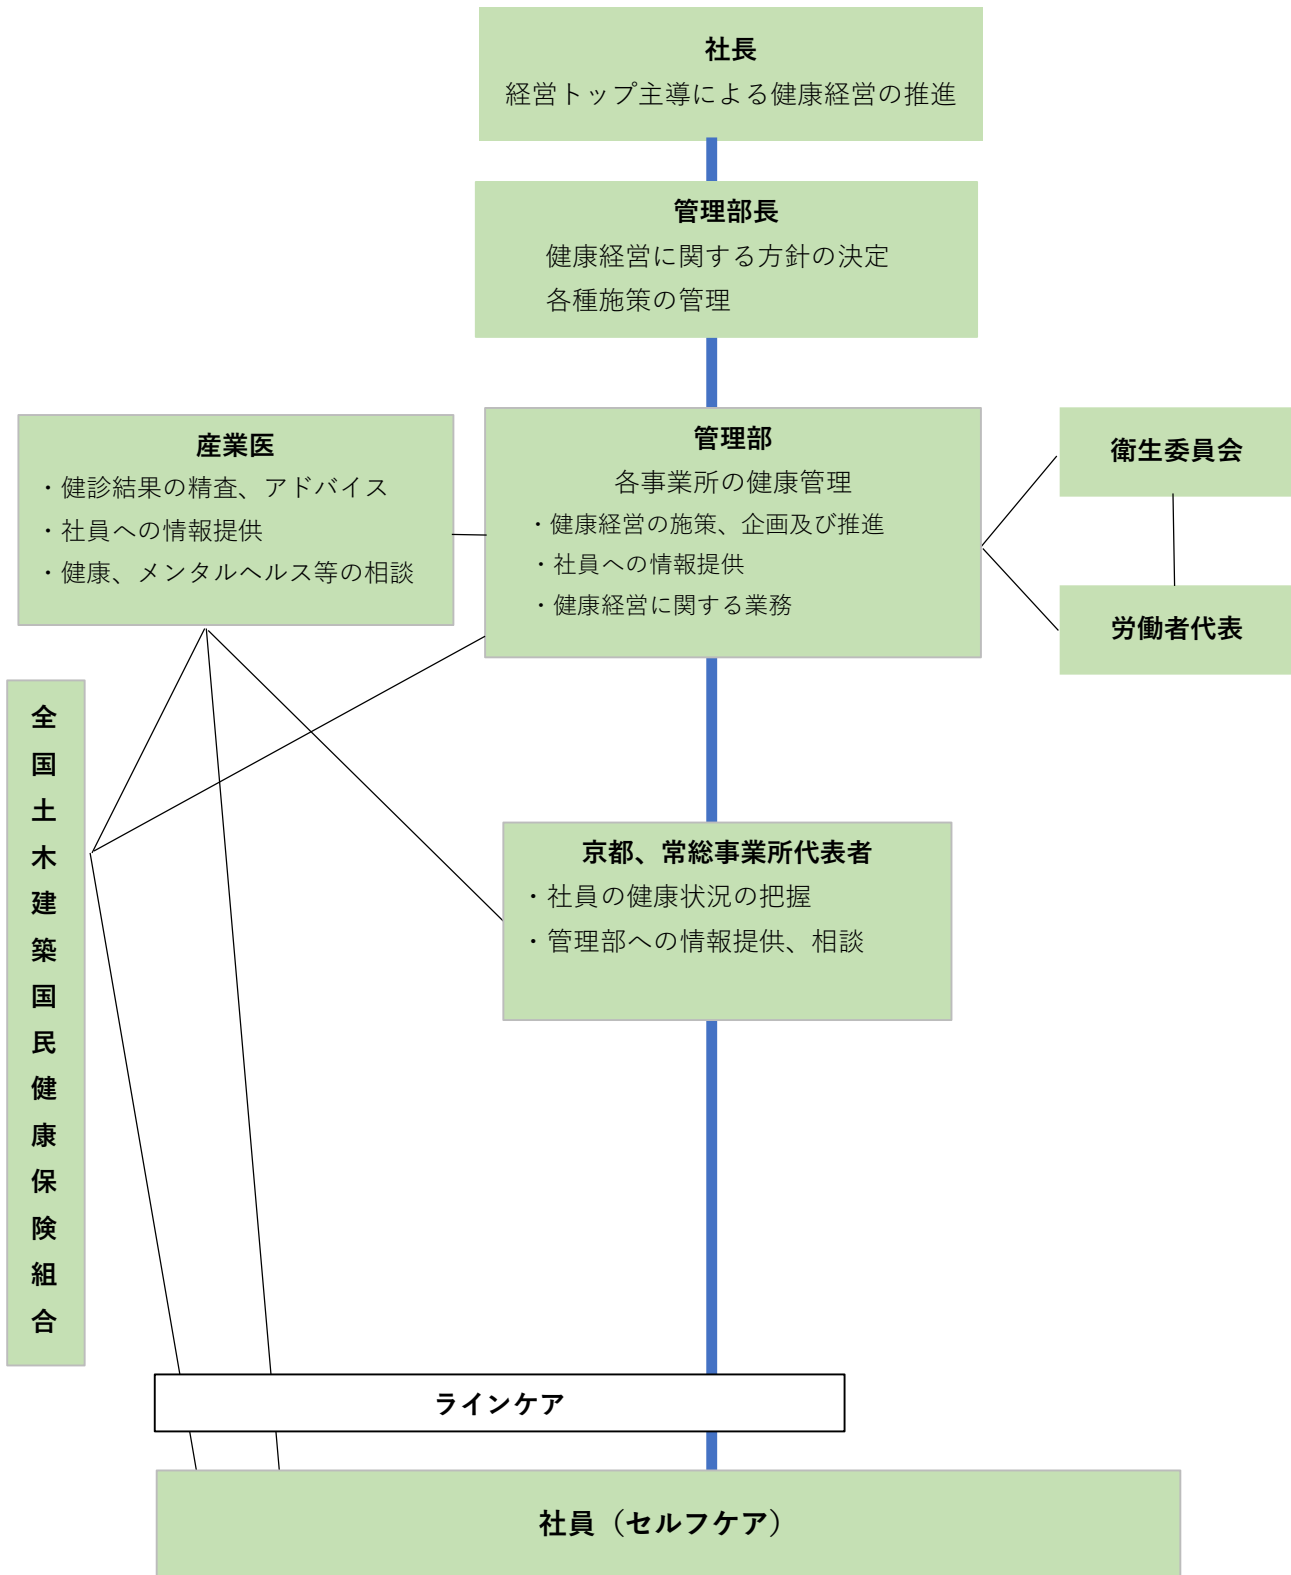 社長
経営トップ主導による健康経営の推進
管理部長
健康経営に関する方針の決定
各種施策の管理
産業医
・健診結果の精査、アドバイス
・社員への情報提供
・健康、メンタルヘルス等の相談
管理部
各事業所の健康管理
・健康経営の施策、企画及び推進
・社員への情報提供
・健康経営に関する業務
衛生委員会
労働者代表
全国土木建築国民健康保険組合
京都、常総事業所代表者
・社員の健康状況の把握
・管理部への情報提供、相談
ラインケア
社員（セルフケア）